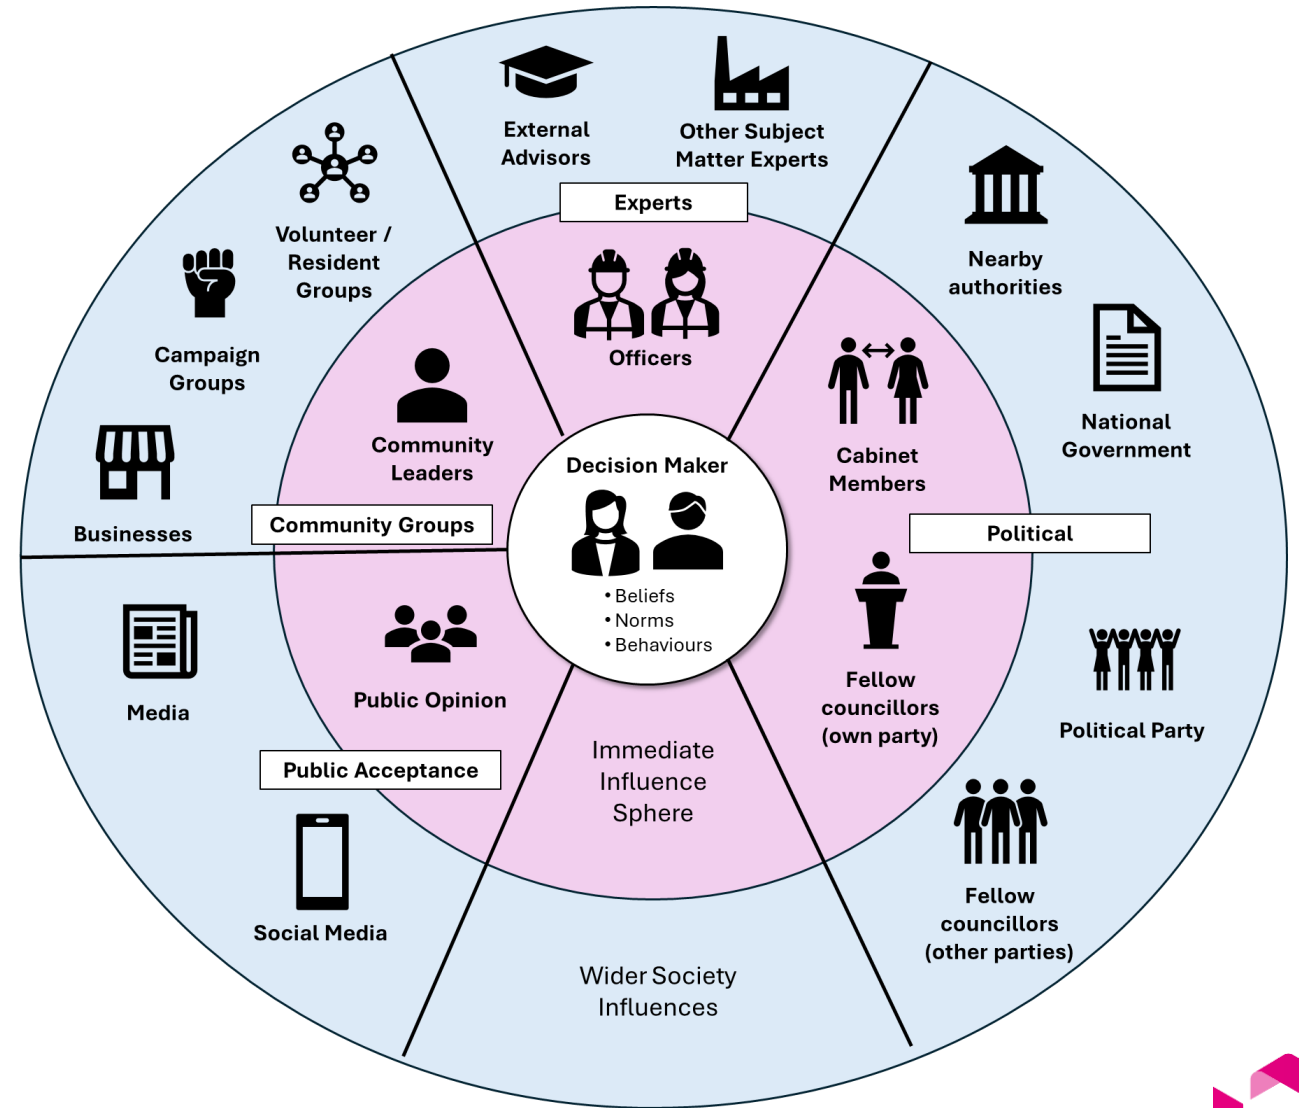 External
Advisors
Other Subject
Matter Experts
Experts
Volunteer /
Resident
Groups
Nearby
authorities
Campaign
Groups
Officers
National
Government
Community
Leaders
Cabinet
Members
Businesses
Community Groups
Decision Maker
• Beliefs
• Norms
• Behaviours
Political
Media
Public Opinion
Fellow
councillors
(own party)
Political Party
Public Acceptance
Immediate
Influence
Sphere
Social Media
Fellow
councillors
(other parties)
Wider Society
Influences